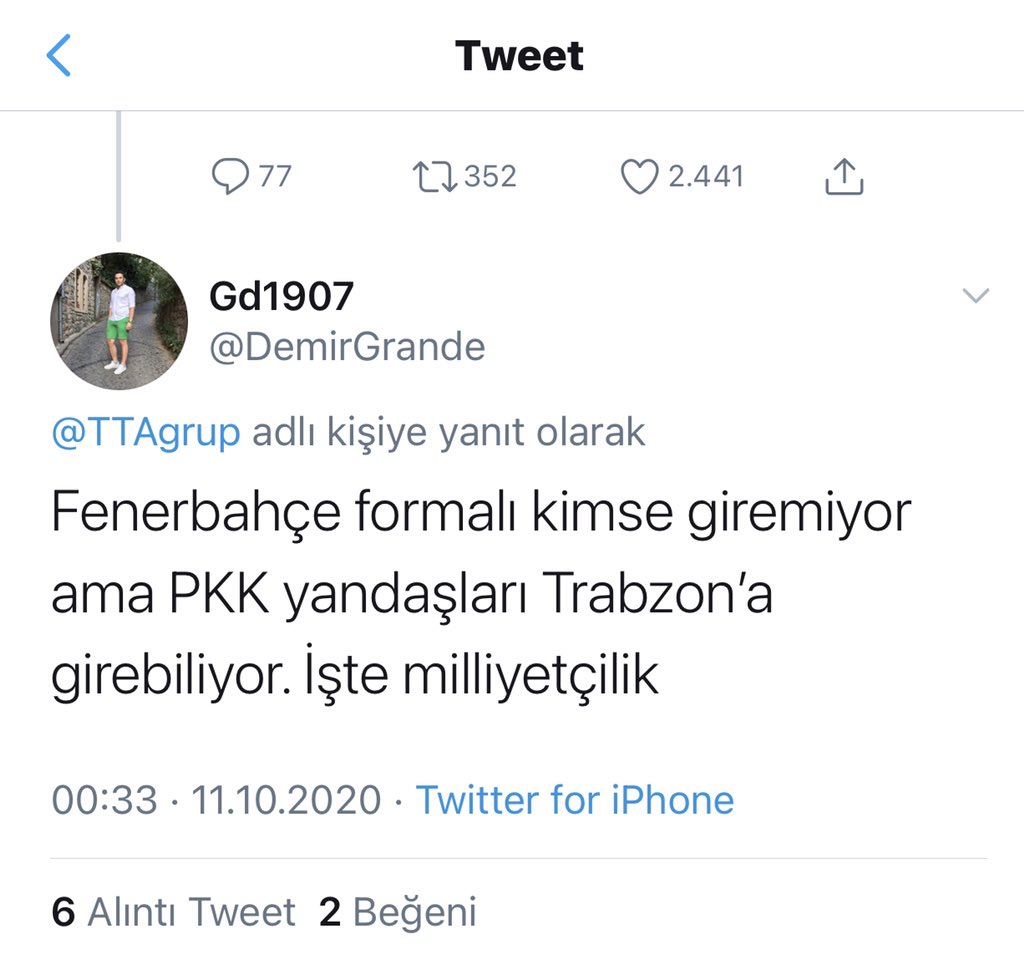 Tweet
77 352 2.441
Gd1907
@DemirGrande
@TTAgrup adlı kişiye yanıt olarak
Fenerbahçe formalı kimse giremiyor
ama PKK yandaşları Trabzon’a
girebiliyor. İşte milliyetçilik
00:33 · 11.10.2020 · Twitter for iPhone
6 Alıntı Tweet 2 Beğeni